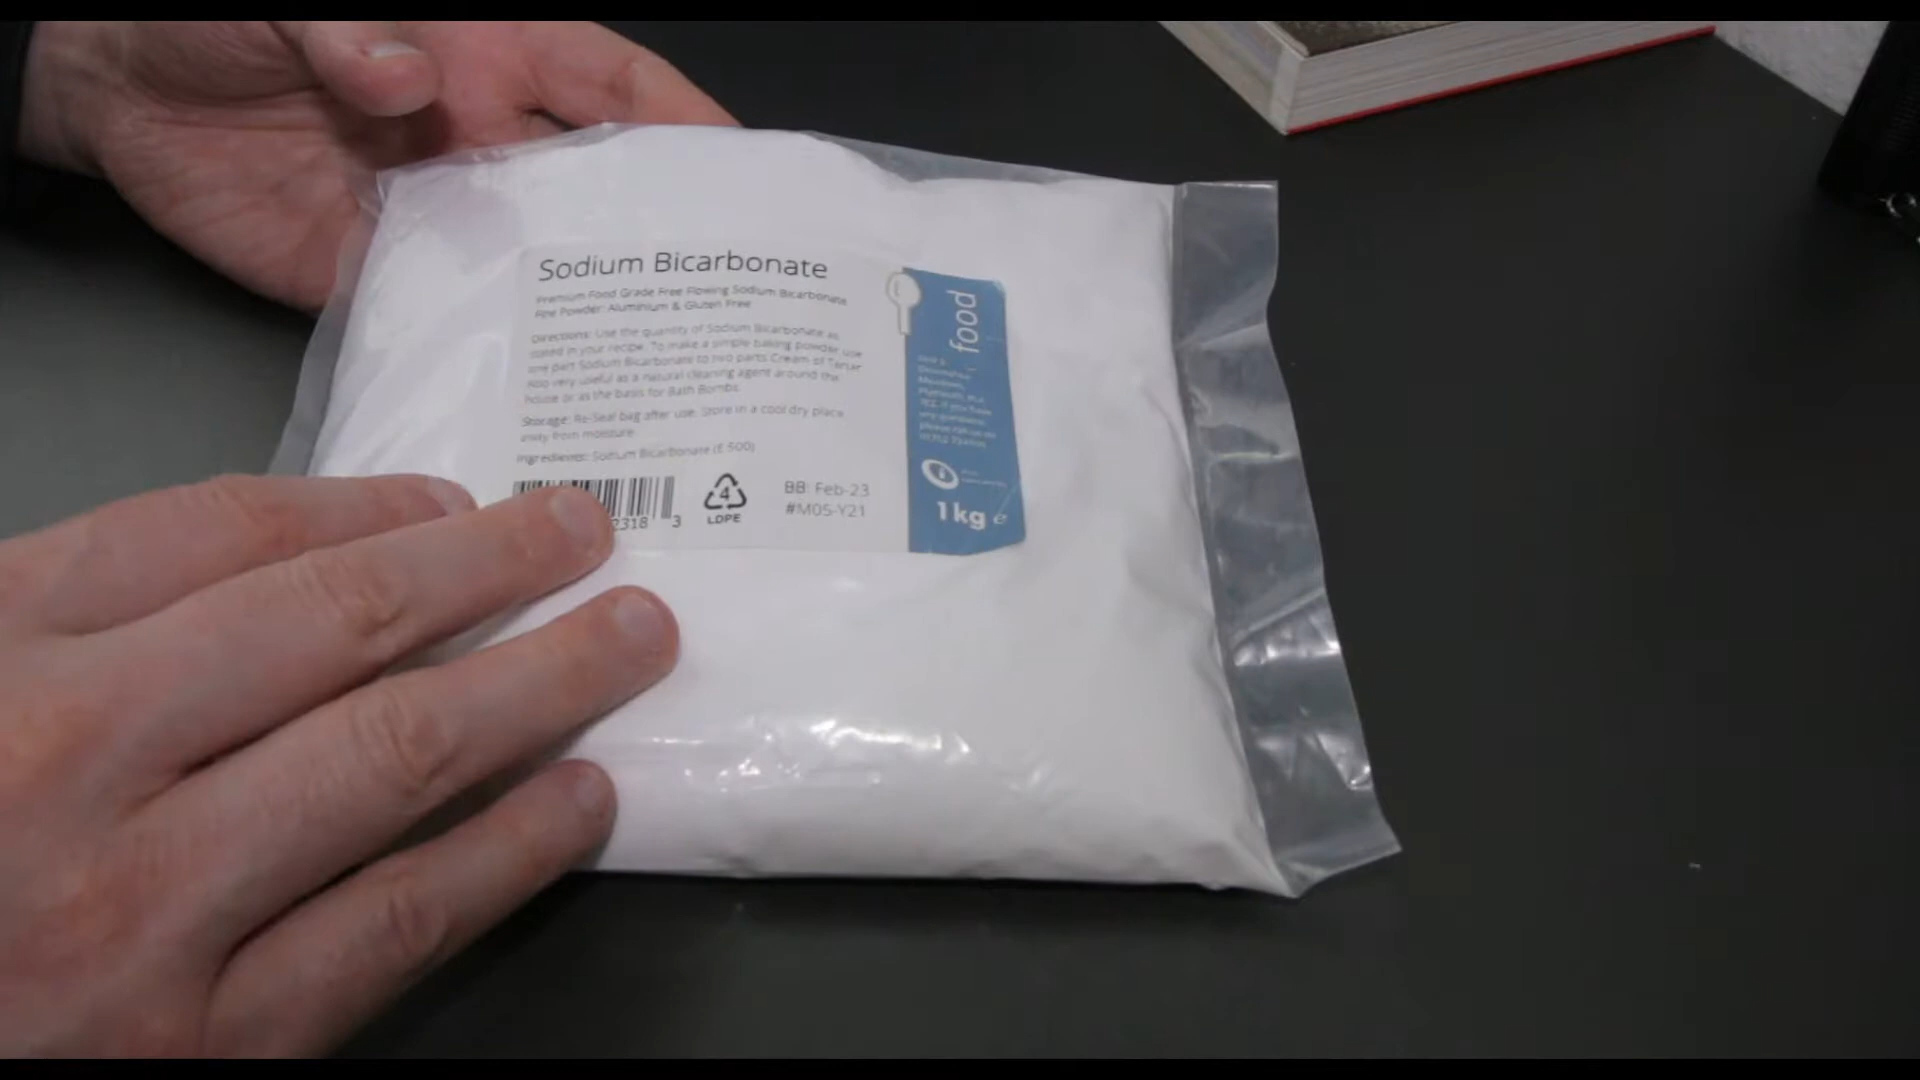 Sodium Bicarbonate
Premium Food Grade Free Flowing Sodium Bicarbonate
Fine Powder: Aluminium & Gluten Free
Directions: Use the quantity of Sodium Bicarbonate as
stated in your recipe. To make a simple baking powder use
one part Sodium Bicarbonate to two parts Cream of Tartar
Also very useful as a natural cleaning agent around the
house or as the basis for Bath Bombs
Storage: Re-Seal bag after use. Store in a cool dry place
away from moisture
Ingredients: Sodium Bicarbonate (E 500)
2318 3
4
LDPE
BB: Feb-23
#M05-Y21
food
1kg e